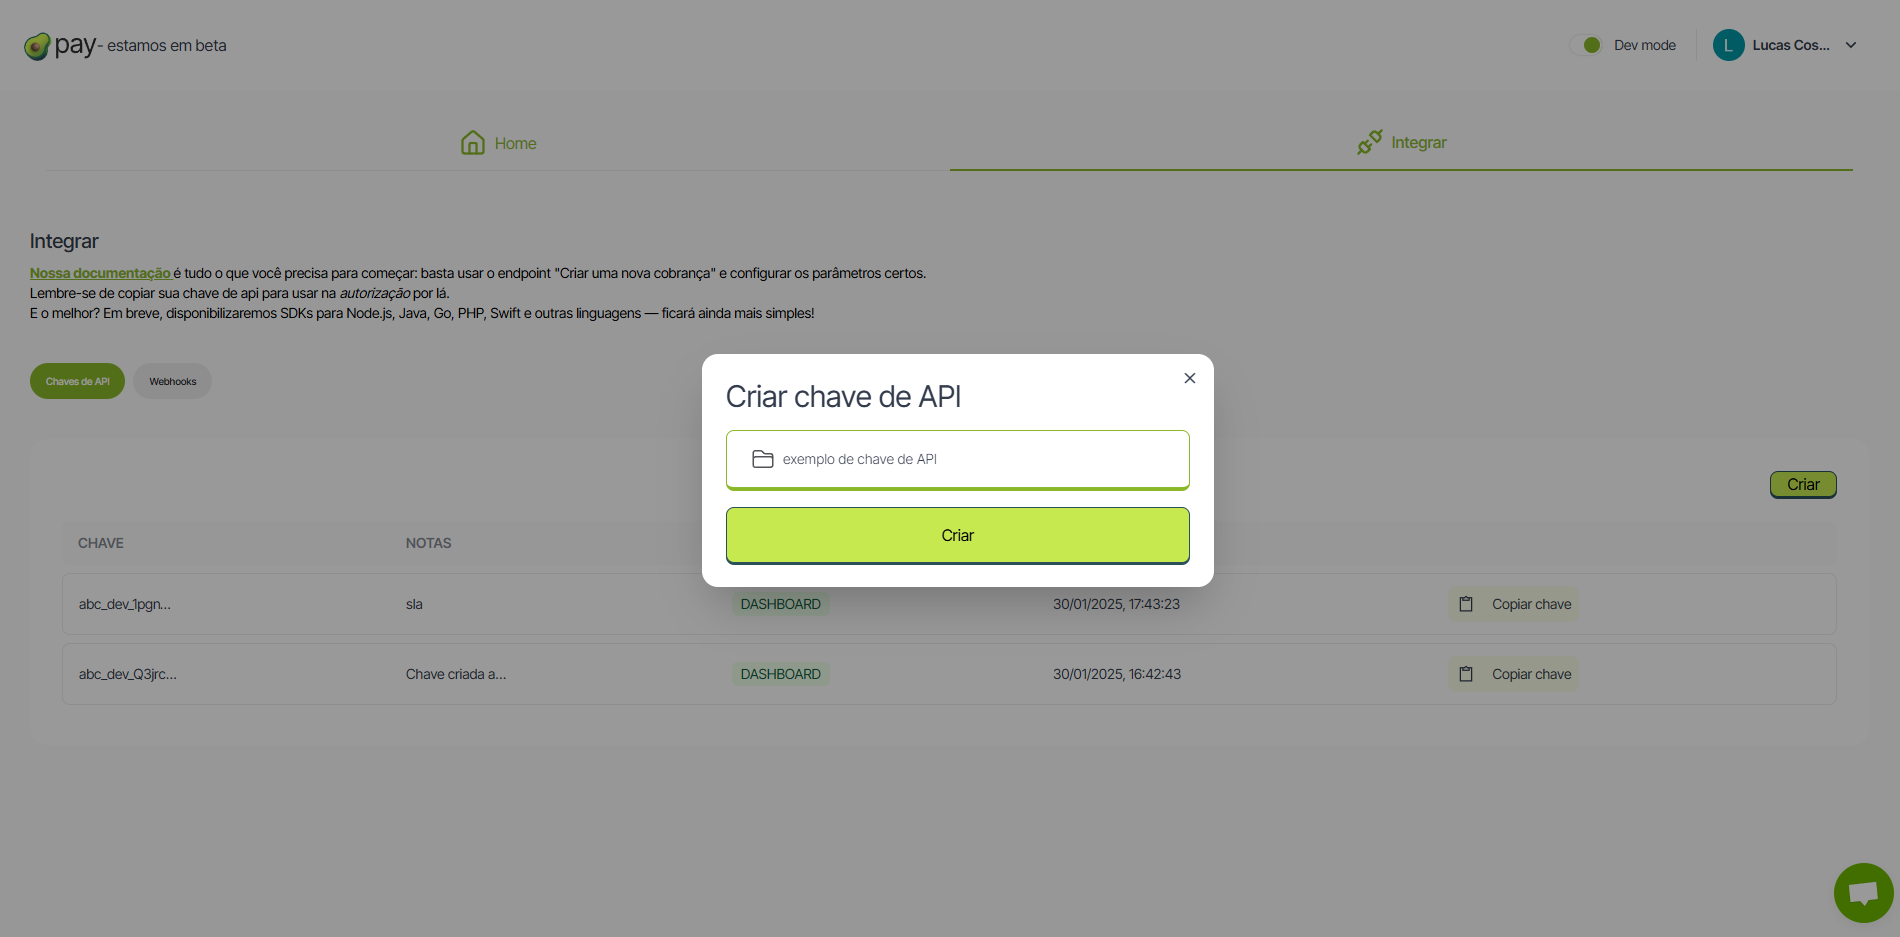 pay - estamos em beta
Dev mode
L
Lucas Cos...
Home
Integrar
Integrar
Nossa documentação é tudo o que você precisa para começar: basta usar o endpoint "Criar uma nova cobrança" e configurar os parâmetros certos.
Lembre-se de copiar sua chave de api para usar na autorização por lá.
E o melhor? Em breve, disponibilizaremos SDKs para Node.js, Java, Go, PHP, Swift e outras linguagens — ficará ainda mais simples!
Chaves de API
Webhooks
Criar chave de API
exemplo de chave de API
Criar
Criar
CHAVE
NOTAS
abc_dev_1pgn...
sla
DASHBOARD
30/01/2025, 17:43:23
Copiar chave
abc_dev_Q3jrc...
Chave criada a...
DASHBOARD
30/01/2025, 16:42:43
Copiar chave